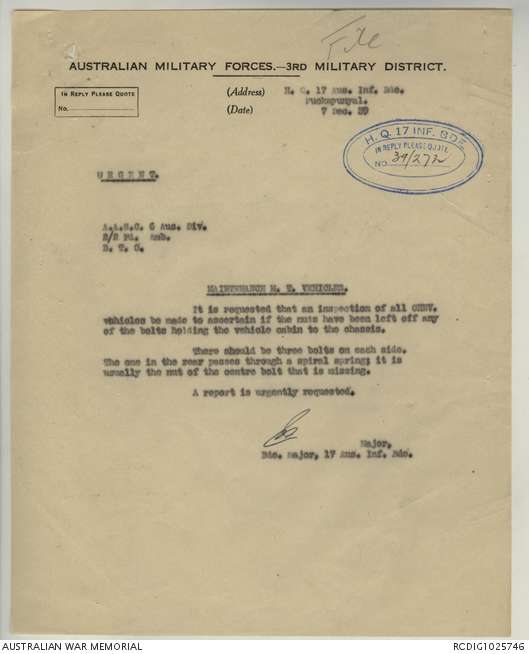 File
AUSTRALIAN MILITARY FORCES.—3RD MILITARY DISTRICT.
IN REPLY PLEASE QUOTE
No.
(Address) H. Q. 17 Aus. Inf. Bde.
Puckapunyal.
(Date) 7 Dec. 39
H. Q. 17 INF. BDE
IN REPLY PLEASE QUOTE
No. 34/272
URGENT.
A.A.S.C. 6 Aus. Div.
2/2 Fd. Amb.
D. T. O.
MAINTENANCE M. T. VEHICLES.
It is requested that an inspection of all CHEV.
vehicles be made to ascertain if the nuts have been left off any
of the bolts holding the vehicle cabin to the chassis.
There should be three bolts on each side.
The one in the rear passes through a spiral spring; it is
usually the nut of the centre bolt that is missing.
A report is urgently requested.
Major,
Bde. Major, 17 Aus. Inf. Bde.
AUSTRALIAN WAR MEMORIAL
RCDIG1025746